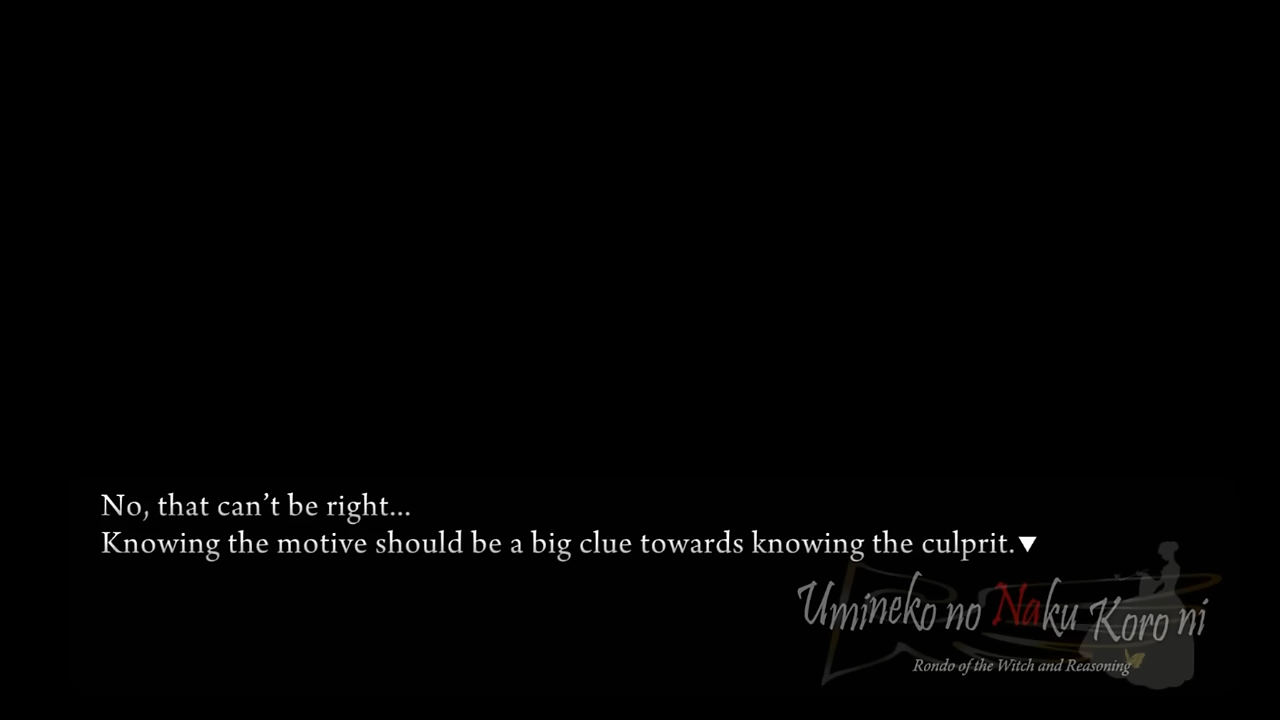 No, that can’t be right...
Knowing the motive should be a big clue towards knowing the culprit.
Umineko no Naku Koro ni
Rondo of the Witch and Reasoning